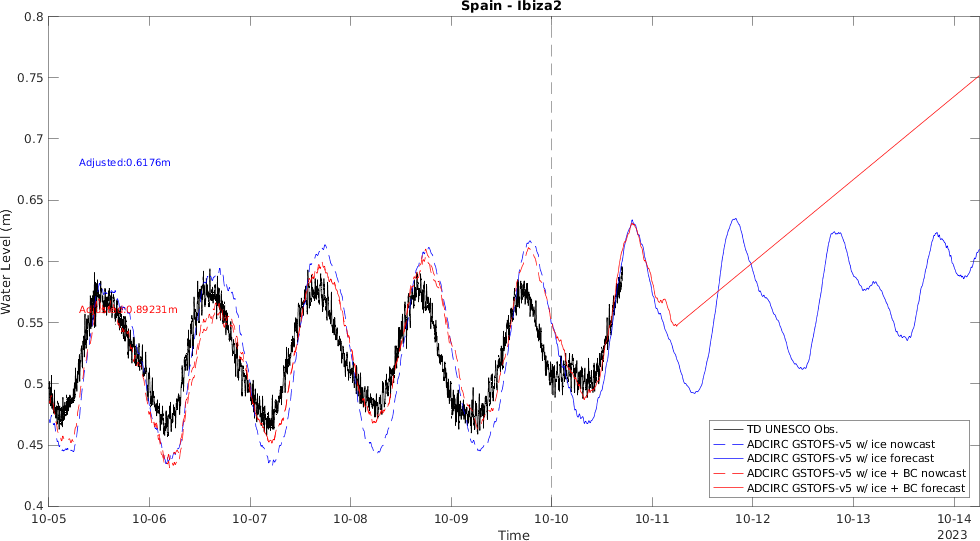 Spain - Ibiza2
0.8
0.75
0.7
0.65
0.6
0.55
0.5
0.45
0.4
Water Level (m)
Adjusted:0.6176m
Adjusted:0.89231m
TD UNESCO Obs.
ADCIRC GSTOFS-v5 w/ ice nowcast
ADCIRC GSTOFS-v5 w/ ice forecast
ADCIRC GSTOFS-v5 w/ ice + BC nowcast
ADCIRC GSTOFS-v5 w/ ice + BC forecast
10-05 10-06 10-07 10-08 10-09 10-10 10-11 10-12 10-13 10-14
Time
2023